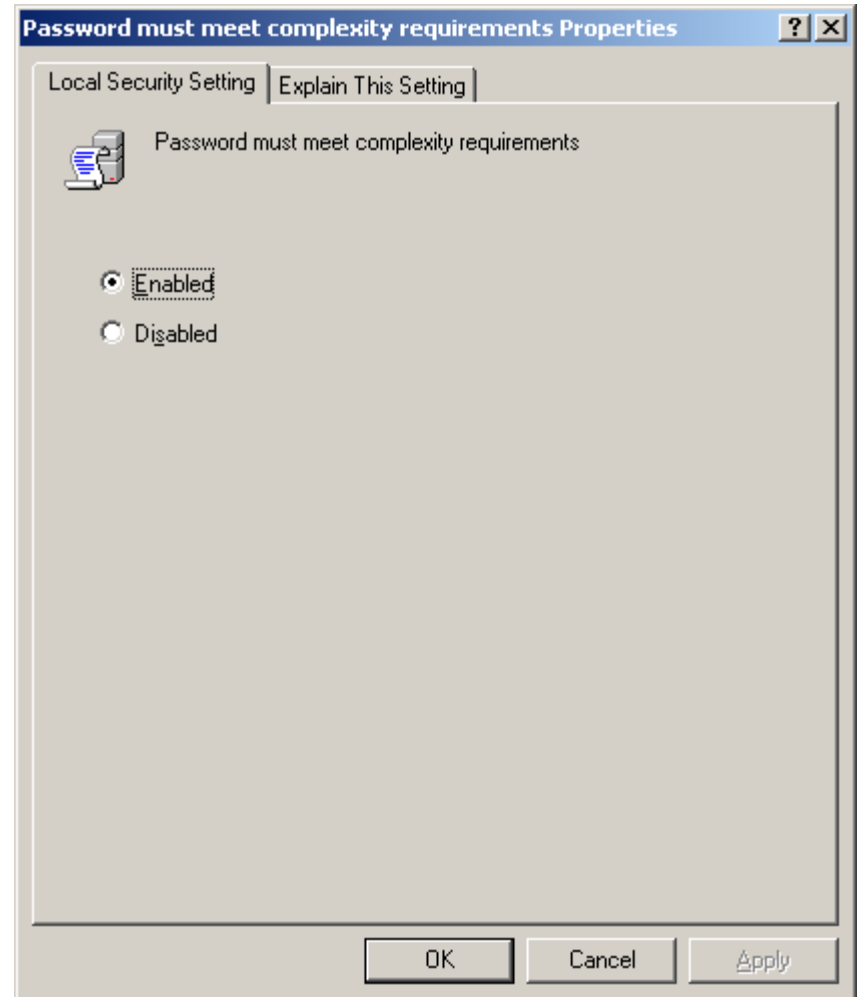 Password must meet complexity requirements Properties
Local Security Setting
Explain This Setting
Password must meet complexity requirements
Enabled
Disabled
OK
Cancel
Apply